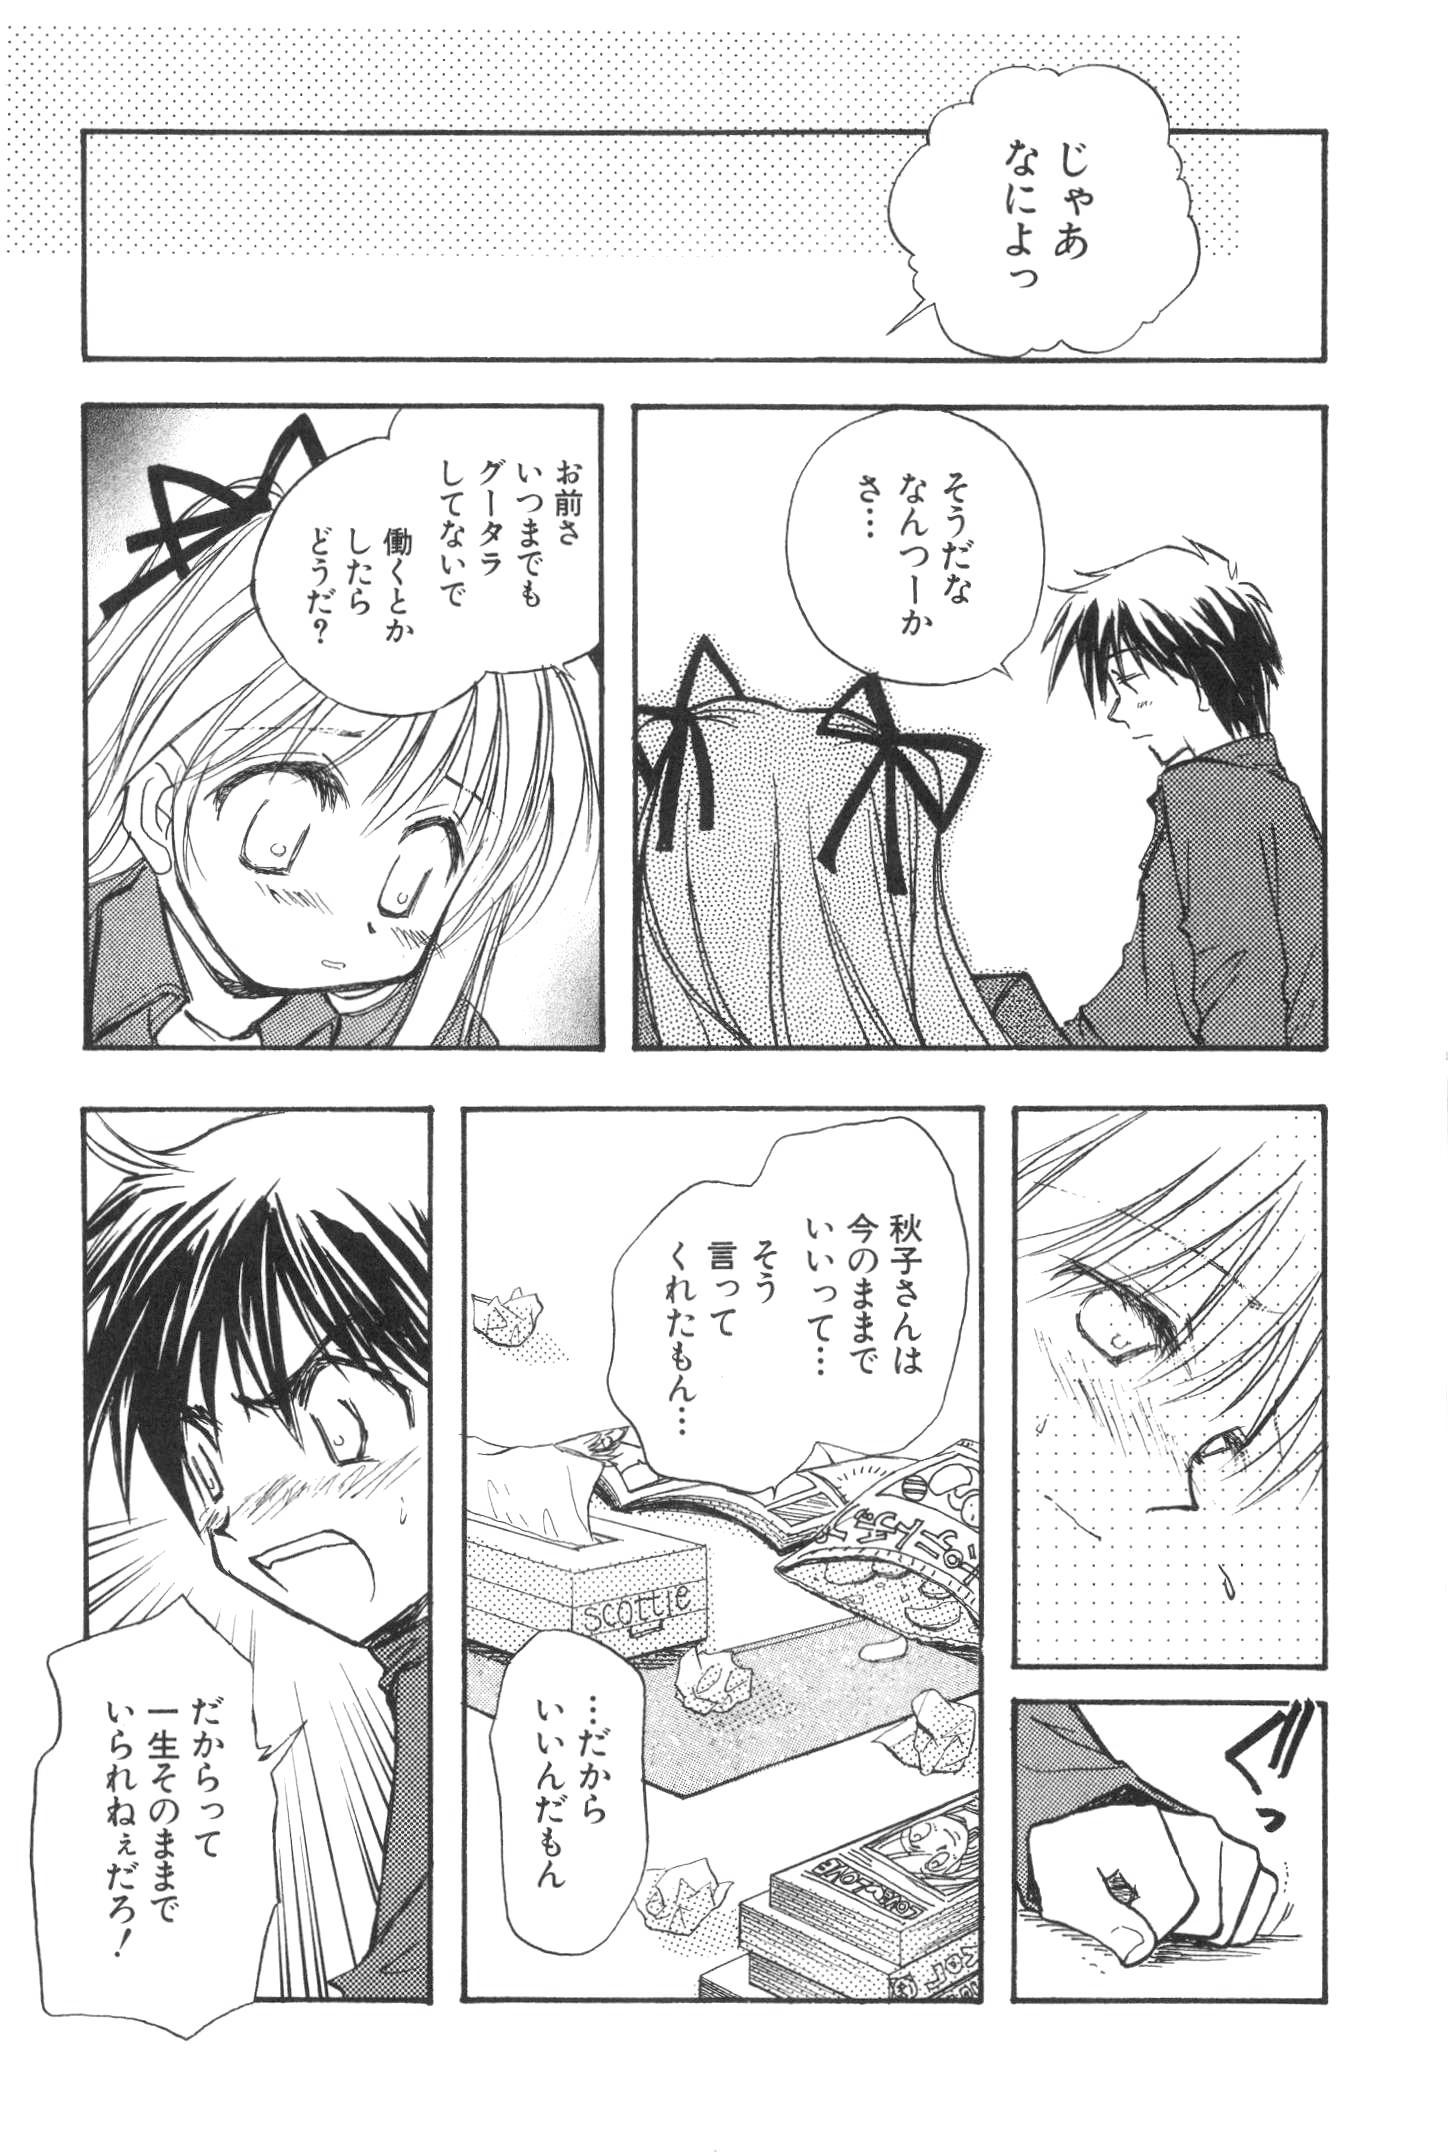 じゃあ
なによっ
そうだな
なんつーか
さ…
お前さ
いつまでも
グータラ
してないで
働くとか
したら
どうだ?
グッ
秋子さんは
今のままで
いいって…
そう
言って
くれたもん…
scottie
…だから
いいんだもん
LOVELOVE
だからって
一生そのままで
いられねぇだろ!